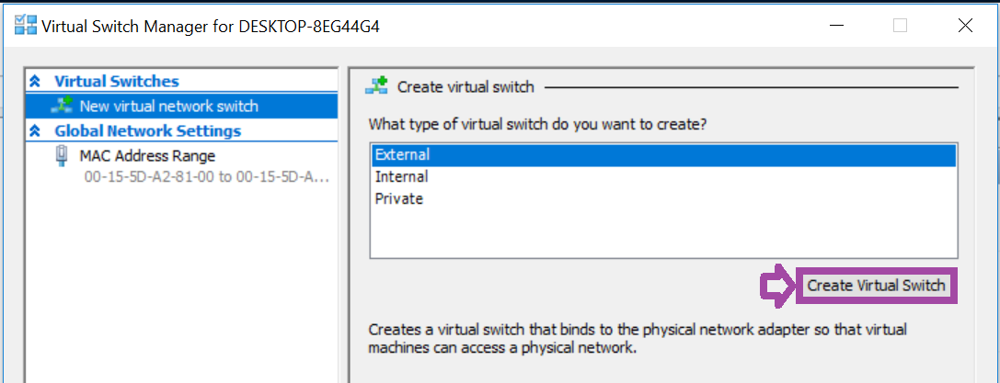 Virtual Switch Manager for DESKTOP-8EG44G4
Virtual Switches
New virtual network switch
Global Network Settings
MAC Address Range
00-15-5D-A2-81-00 to 00-15-5D-A...
Create virtual switch
What type of virtual switch do you want to create?
External
Internal
Private
Create Virtual Switch
Creates a virtual switch that binds to the physical network adapter so that virtual
machines can access a physical network.